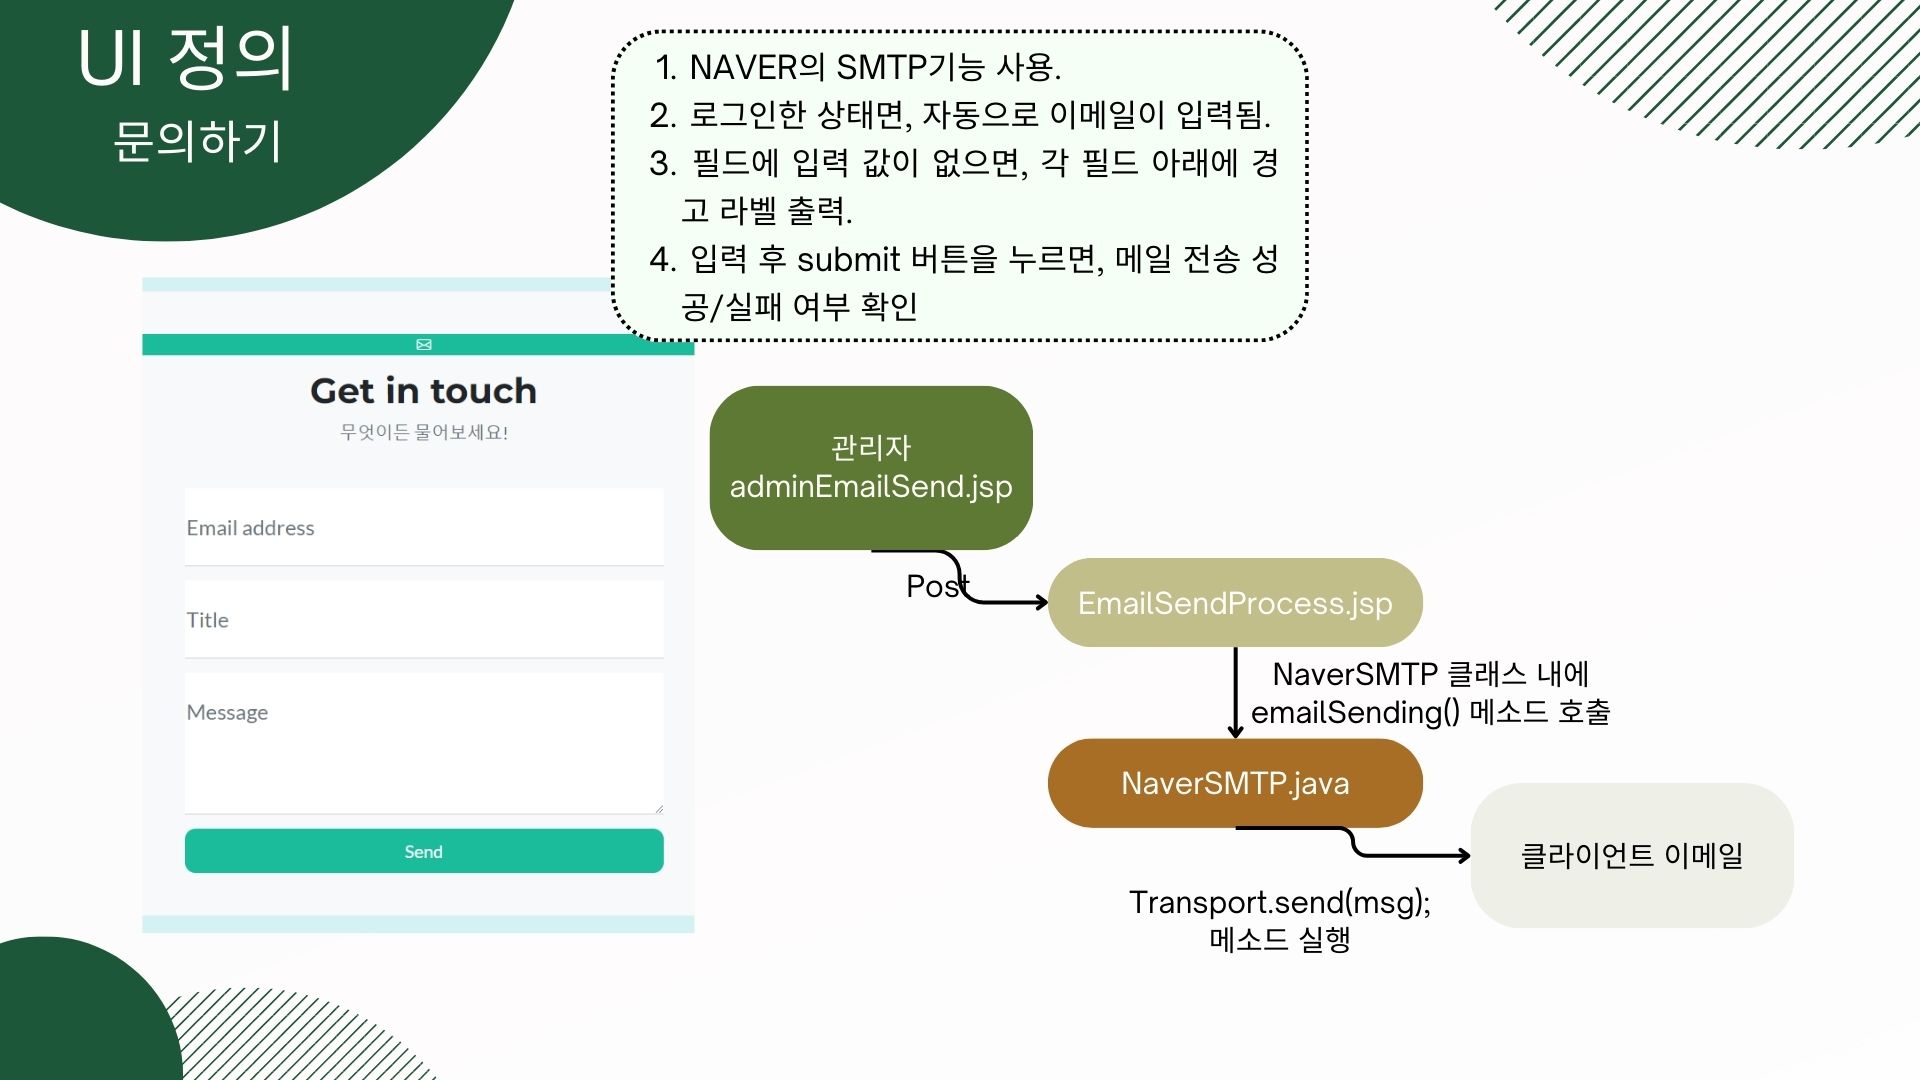 UI 정의
문의하기
1. NAVER의 SMTP기능 사용.
2. 로그인한 상태면, 자동으로 이메일이 입력됨.
3. 필드에 입력 값이 없으면, 각 필드 아래에 경
고 라벨 출력.
4. 입력 후 submit 버튼을 누르면, 메일 전송 성
공/실패 여부 확인
Get in touch
무엇이든 물어보세요!
Email address
Title
Message
Send
관리자
adminEmailSend.jsp
Post
EmailSendProcess.jsp
NaverSMTP 클래스 내에
emailSending() 메소드 호출
NaverSMTP.java
클라이언트 이메일
Transport.send(msg);
메소드 실행